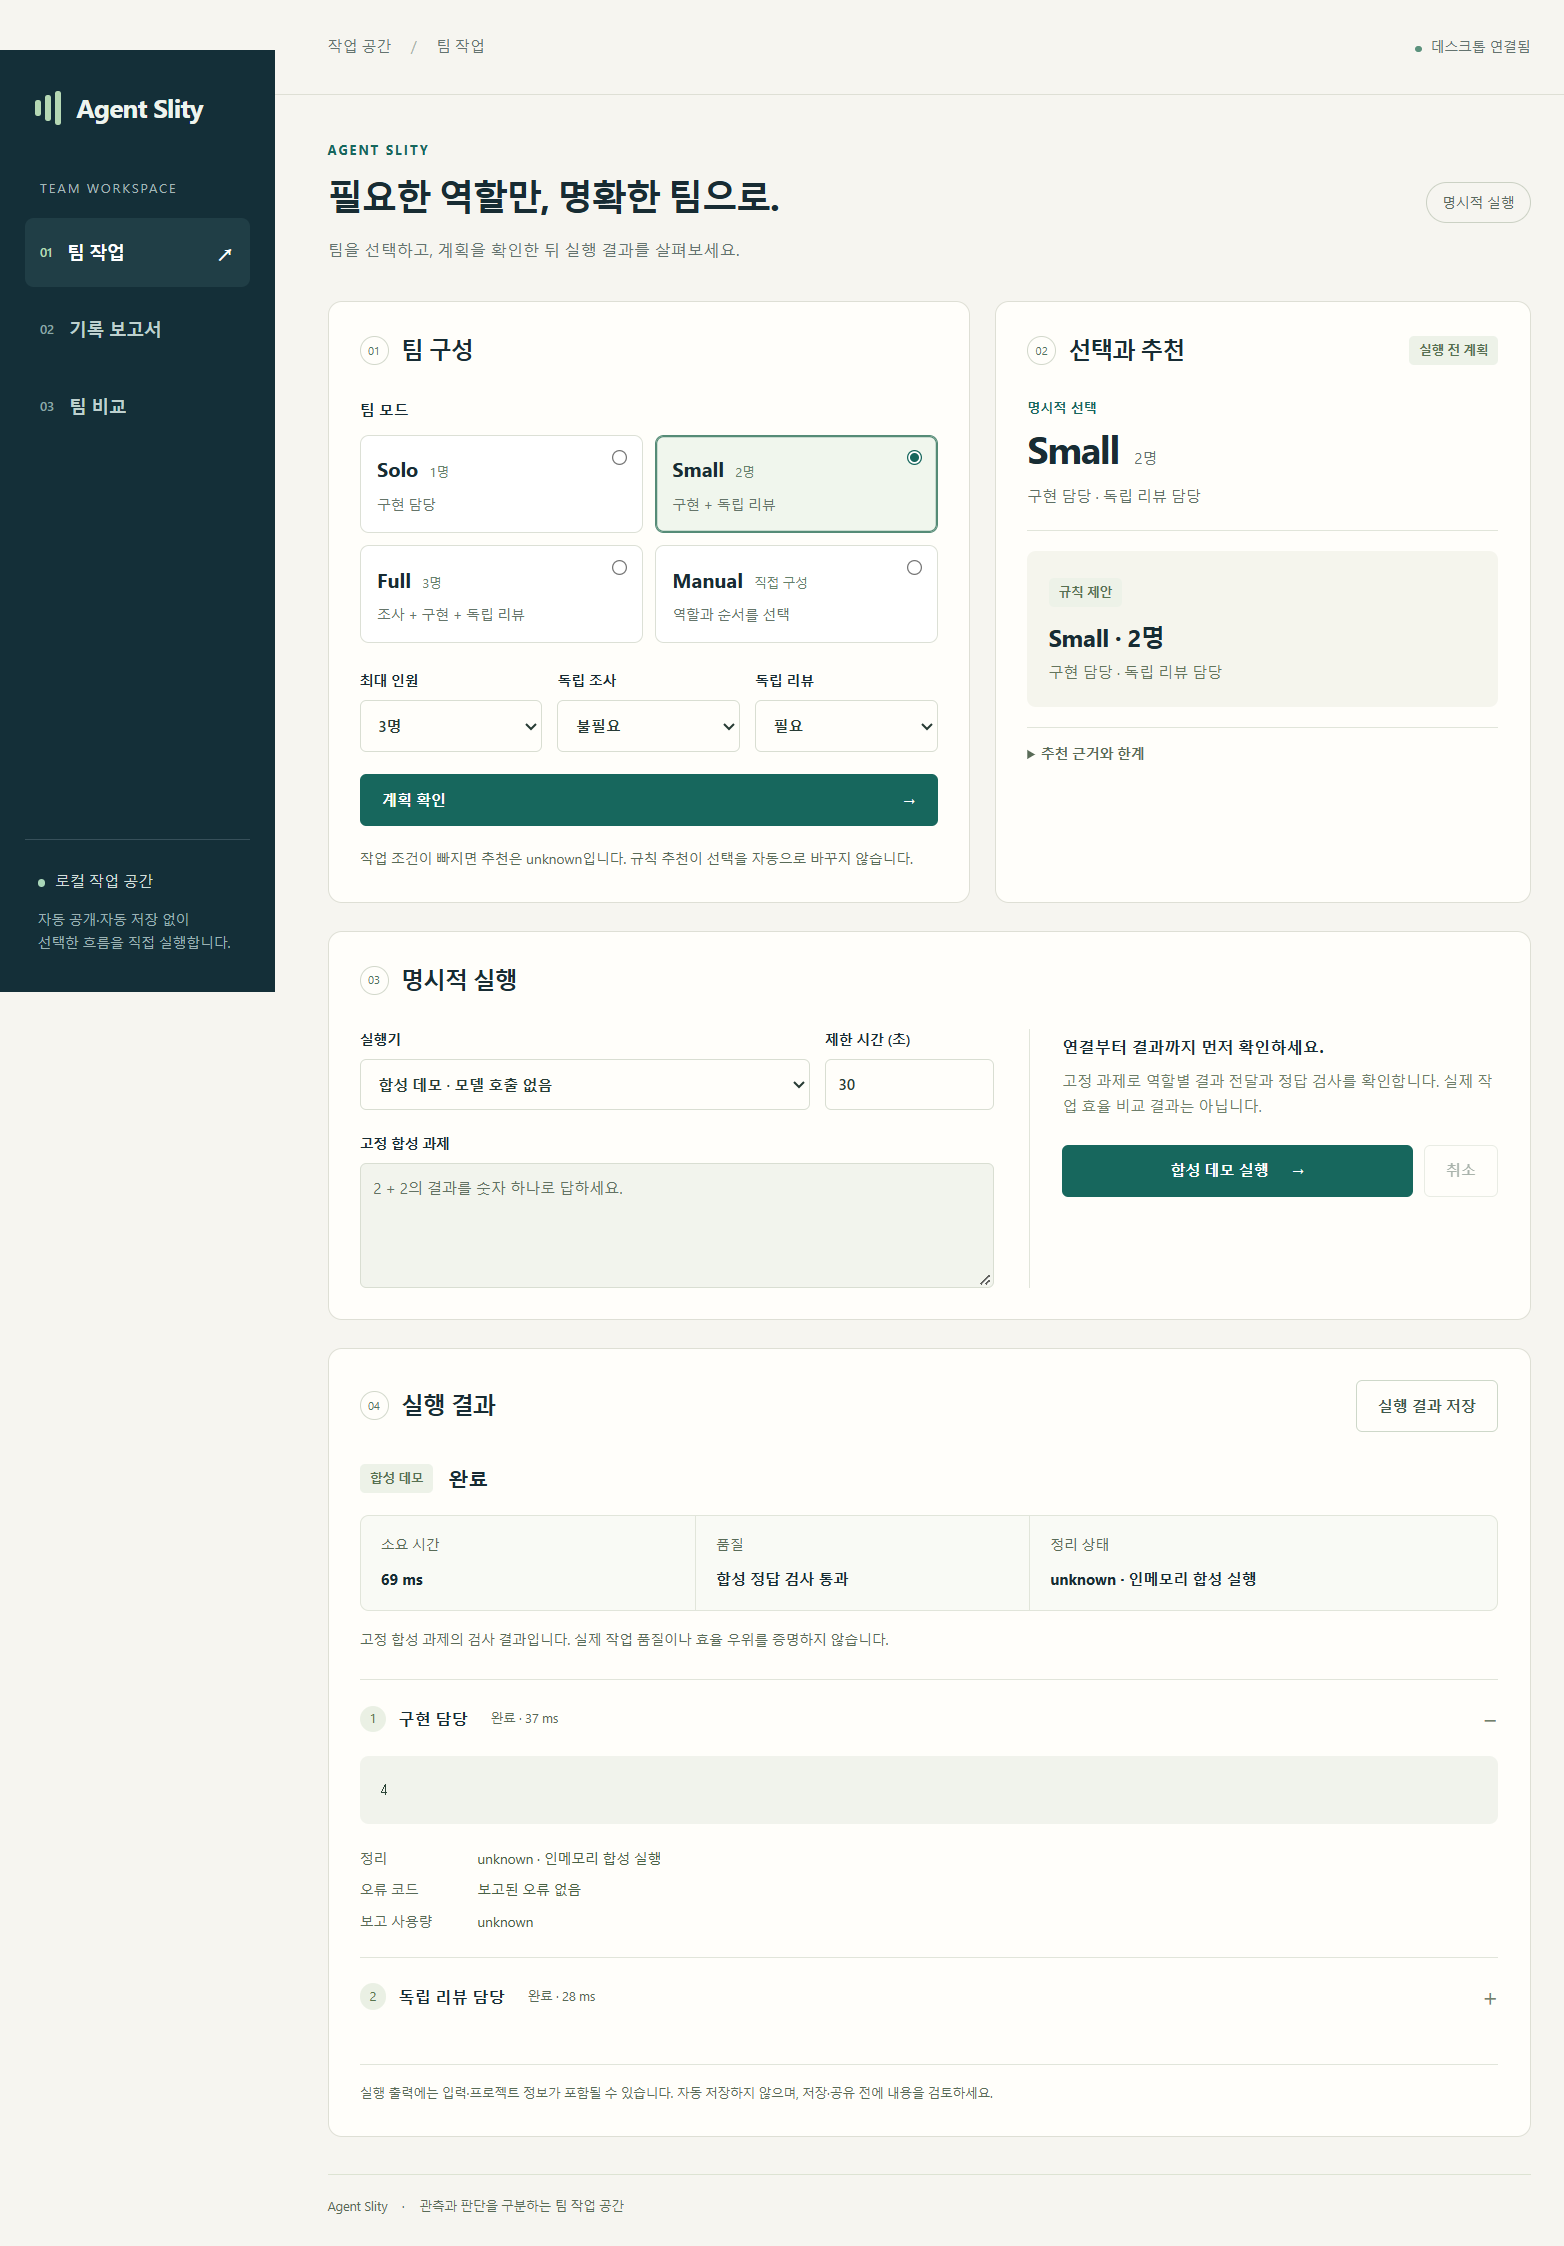 Agent Slity
TEAM WORKSPACE
01 팀 작업 ↗
02 기록 보고서
03 팀 비교
로컬 작업 공간
자동 공개·자동 저장 없이
선택한 흐름을 직접 실행합니다.
작업 공간 / 팀 작업
데스크톱 연결됨
AGENT SLITY
필요한 역할만, 명확한 팀으로.
팀을 선택하고, 계획을 확인한 뒤 실행 결과를 살펴보세요.
명시적 실행
01 팀 구성
팀 모드
Solo 1명
구현 담당
Small 2명
구현 + 독립 리뷰
Full 3명
조사 + 구현 + 독립 리뷰
Manual 직접 구성
역할과 순서를 선택
최대 인원 독립 조사 독립 리뷰
3명 불필요 필요
계획 확인 →
작업 조건이 빠지면 추천은 unknown입니다. 규칙 추천이 선택을 자동으로 바꾸지 않습니다.
02 선택과 추천
실행 전 계획
명시적 선택
Small 2명
구현 담당 · 독립 리뷰 담당
규칙 제안
Small · 2명
구현 담당 · 독립 리뷰 담당
▶ 추천 근거와 한계
03 명시적 실행
실행기 제한 시간 (초)
합성 데모 · 모델 호출 없음 30
고정 합성 과제
2 + 2의 결과를 숫자 하나로 답하세요.
연결부터 결과까지 먼저 확인하세요.
고정 과제로 역할별 결과 전달과 정답 검사를 확인합니다. 실제 작
업 효율 비교 결과는 아닙니다.
합성 데모 실행 → 취소
04 실행 결과
실행 결과 저장
합성 데모 완료
소요 시간 품질 정리 상태
69 ms 합성 정답 검사 통과 unknown · 인메모리 합성 실행
고정 합성 과제의 검사 결과입니다. 실제 작업 품질이나 효율 우위를 증명하지 않습니다.
1 구현 담당 완료 · 37 ms −
4
정리 unknown · 인메모리 합성 실행
오류 코드 보고된 오류 없음
보고 사용량 unknown
2 독립 리뷰 담당 완료 · 28 ms +
실행 출력에는 입력·프로젝트 정보가 포함될 수 있습니다. 자동 저장하지 않으며, 저장·공유 전에 내용을 검토하세요.
Agent Slity · 관측과 판단을 구분하는 팀 작업 공간